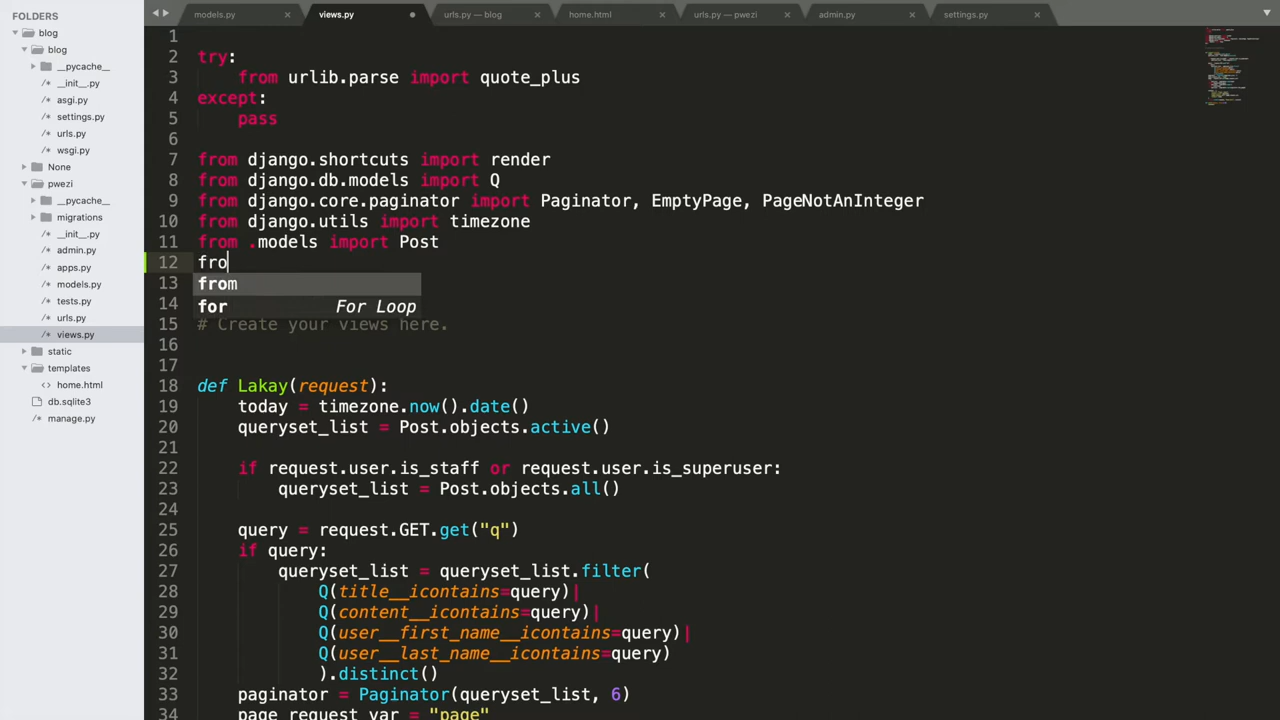 models.py × views.py urls.py — blog × home.html × urls.py — pwezi × admin.py × settings.py ×
FOLDERS
blog
blog
__pycache__
__init__.py
asgi.py
settings.py
urls.py
wsgi.py
None
pwezi
__pycache__
migrations
__init__.py
admin.py
apps.py
models.py
tests.py
urls.py
views.py
static
templates
home.html
db.sqlite3
manage.py
1
2 try:
3 from urlib.parse import quote_plus
4 except:
5 pass
6
7 from django.shortcuts import render
8 from django.db.models import Q
9 from django.core.paginator import Paginator, EmptyPage, PageNotAnInteger
10 from django.utils import timezone
11 from .models import Post
12 fro
13 from
14 for For Loop
15 # Create your views here.
16
17
18 def Lakay(request):
19 today = timezone.now().date()
20 queryset_list = Post.objects.active()
21
22 if request.user.is_staff or request.user.is_superuser:
23 queryset_list = Post.objects.all()
24
25 query = request.GET.get("q")
26 if query:
27 queryset_list = queryset_list.filter(
28 Q(title__icontains=query)|
29 Q(content__icontains=query)|
30 Q(user__first_name__icontains=query)|
31 Q(user__last_name__icontains=query)
32 ).distinct()
33 paginator = Paginator(queryset_list, 6)
34 page_request_var = "page"